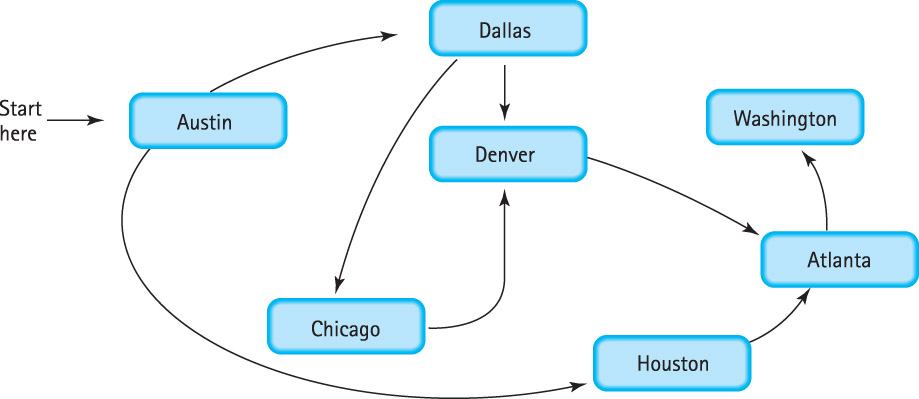 Dallas
Start
here
Austin
Washington
Denver
Atlanta
Chicago
Houston